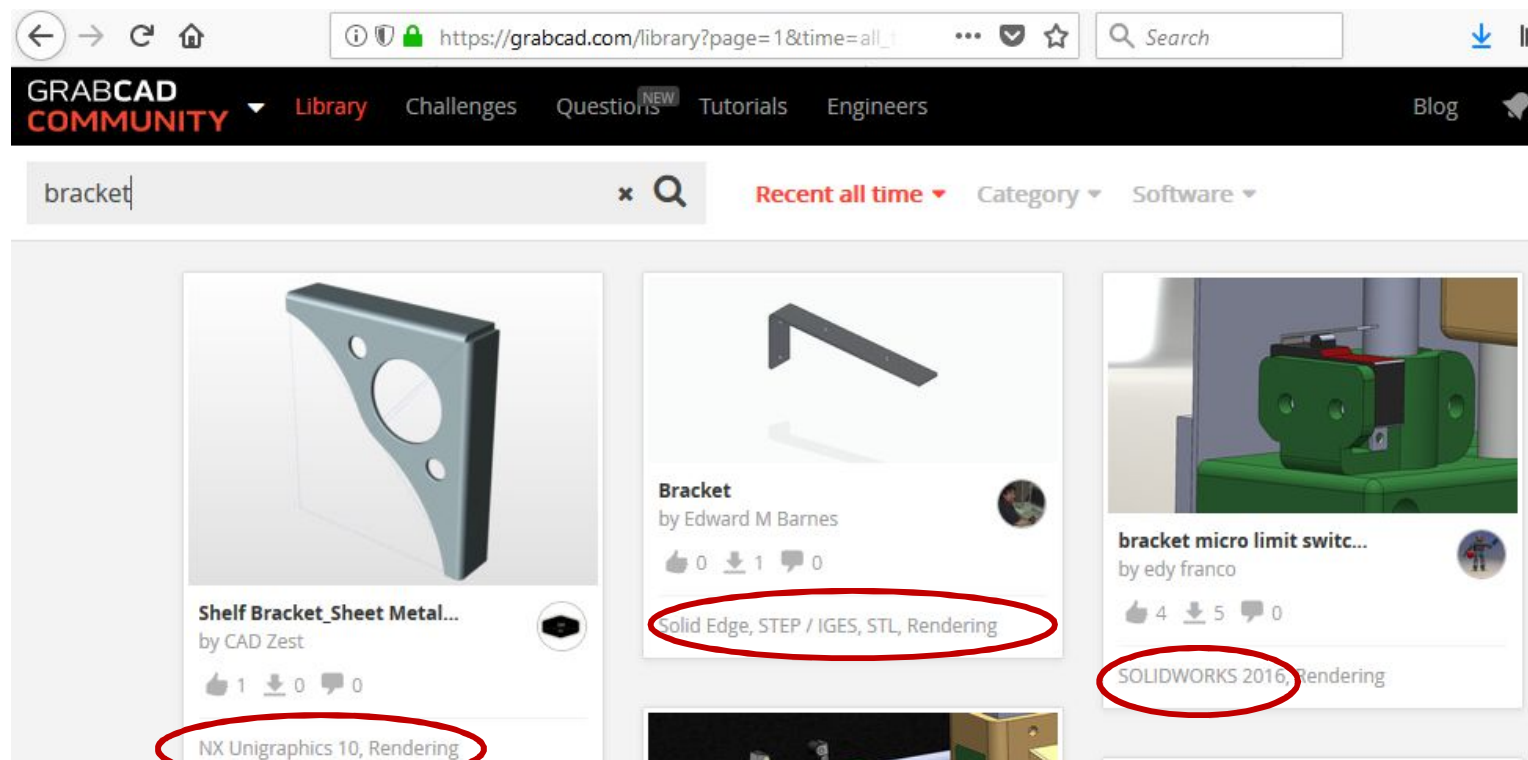 https://grabcad.com/library?page=1&time=all_
Search
GRABCAD
COMMUNITY
Library Challenges Questions NEW Tutorials Engineers Blog
bracket
Recent all time Category Software
Shelf Bracket_Sheet Metal...
by CAD Zest
1 0 0
NX Unigraphics 10, Rendering
Bracket
by Edward M Barnes
0 1 0
Solid Edge, STEP / IGES, STL, Rendering
bracket micro limit switc...
by edy franco
4 5 0
SOLIDWORKS 2016, Rendering